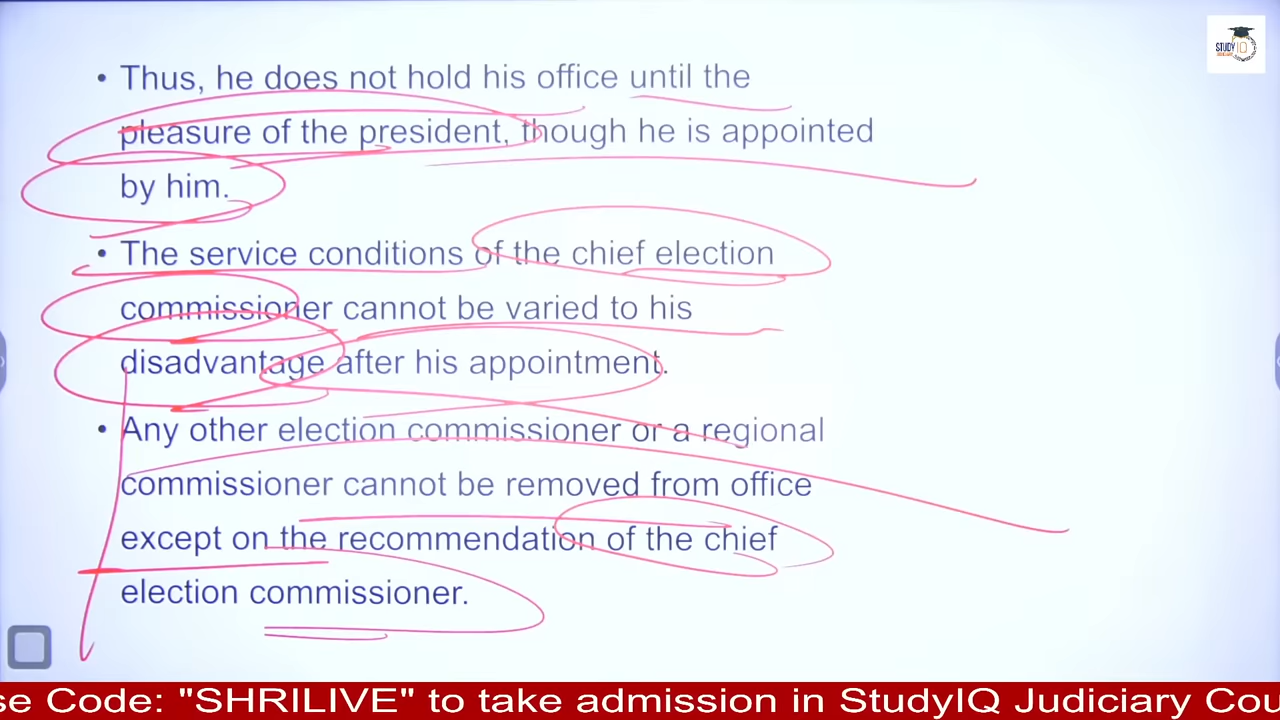 STUDY IQ
• Thus, he does not hold his office until the
pleasure of the president, though he is appointed
by him.
• The service conditions of the chief election
commissioner cannot be varied to his
disadvantage after his appointment.
• Any other election commissioner or a regional
commissioner cannot be removed from office
except on the recommendation of the chief
election commissioner.
se Code: "SHRILIVE" to take admission in StudyIQ Judiciary Cou